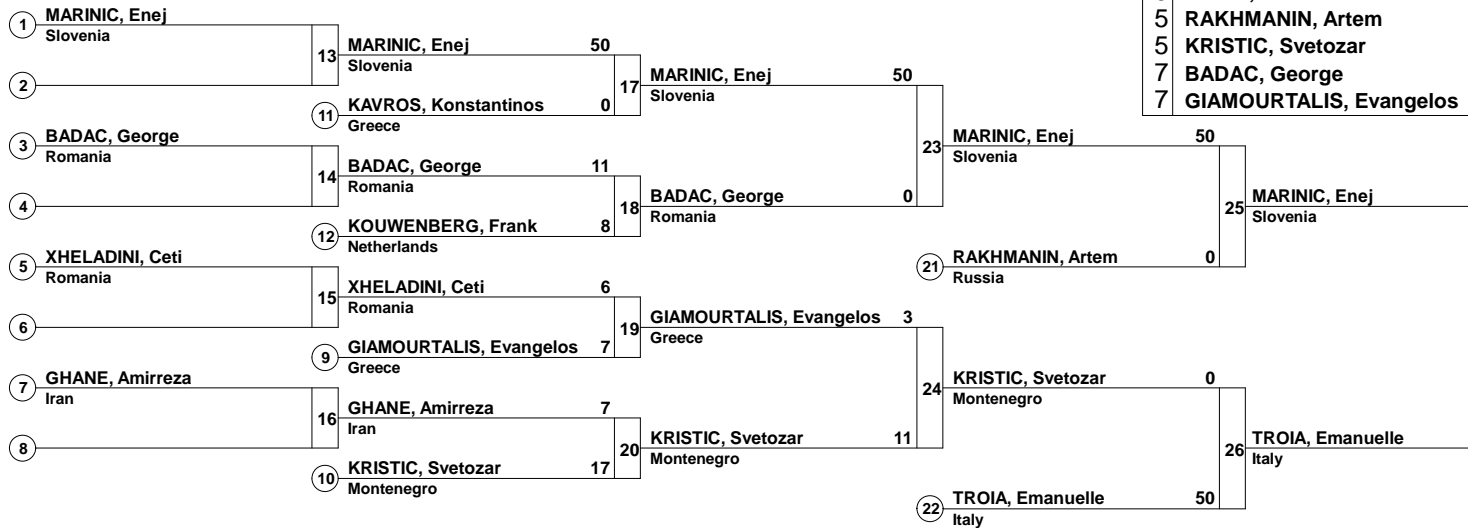 5 RAKHMANIN, Artem
5 KRISTIC, Svetozar
7 BADAC, George
7 GIAMOURTALIS, Evangelos
1 MARINIC, Enej
Slovenia
2
3 BADAC, George
Romania
4
5 XHELADINI, Ceti
Romania
6
7 GHANE, Amirreza
Iran
8
13 MARINIC, Enej 50
Slovenia
11 KAVROS, Konstantinos 0
Greece
14 BADAC, George 11
Romania
12 KOUWENBERG, Frank 8
Netherlands
15 XHELADINI, Ceti 6
Romania
9 GIAMOURTALIS, Evangelos 7
Greece
16 GHANE, Amirreza 7
Iran
10 KRISTIC, Svetozar 17
Montenegro
17 MARINIC, Enej 50
Slovenia
18 BADAC, George 0
Romania
19 GIAMOURTALIS, Evangelos 3
Greece
20 KRISTIC, Svetozar 11
Montenegro
23 MARINIC, Enej 50
Slovenia
21 RAKHMANIN, Artem 0
Russia
24 KRISTIC, Svetozar 0
Montenegro
22 TROIA, Emanuelle 50
Italy
25 MARINIC, Enej
Slovenia
26 TROIA, Emanuelle
Italy